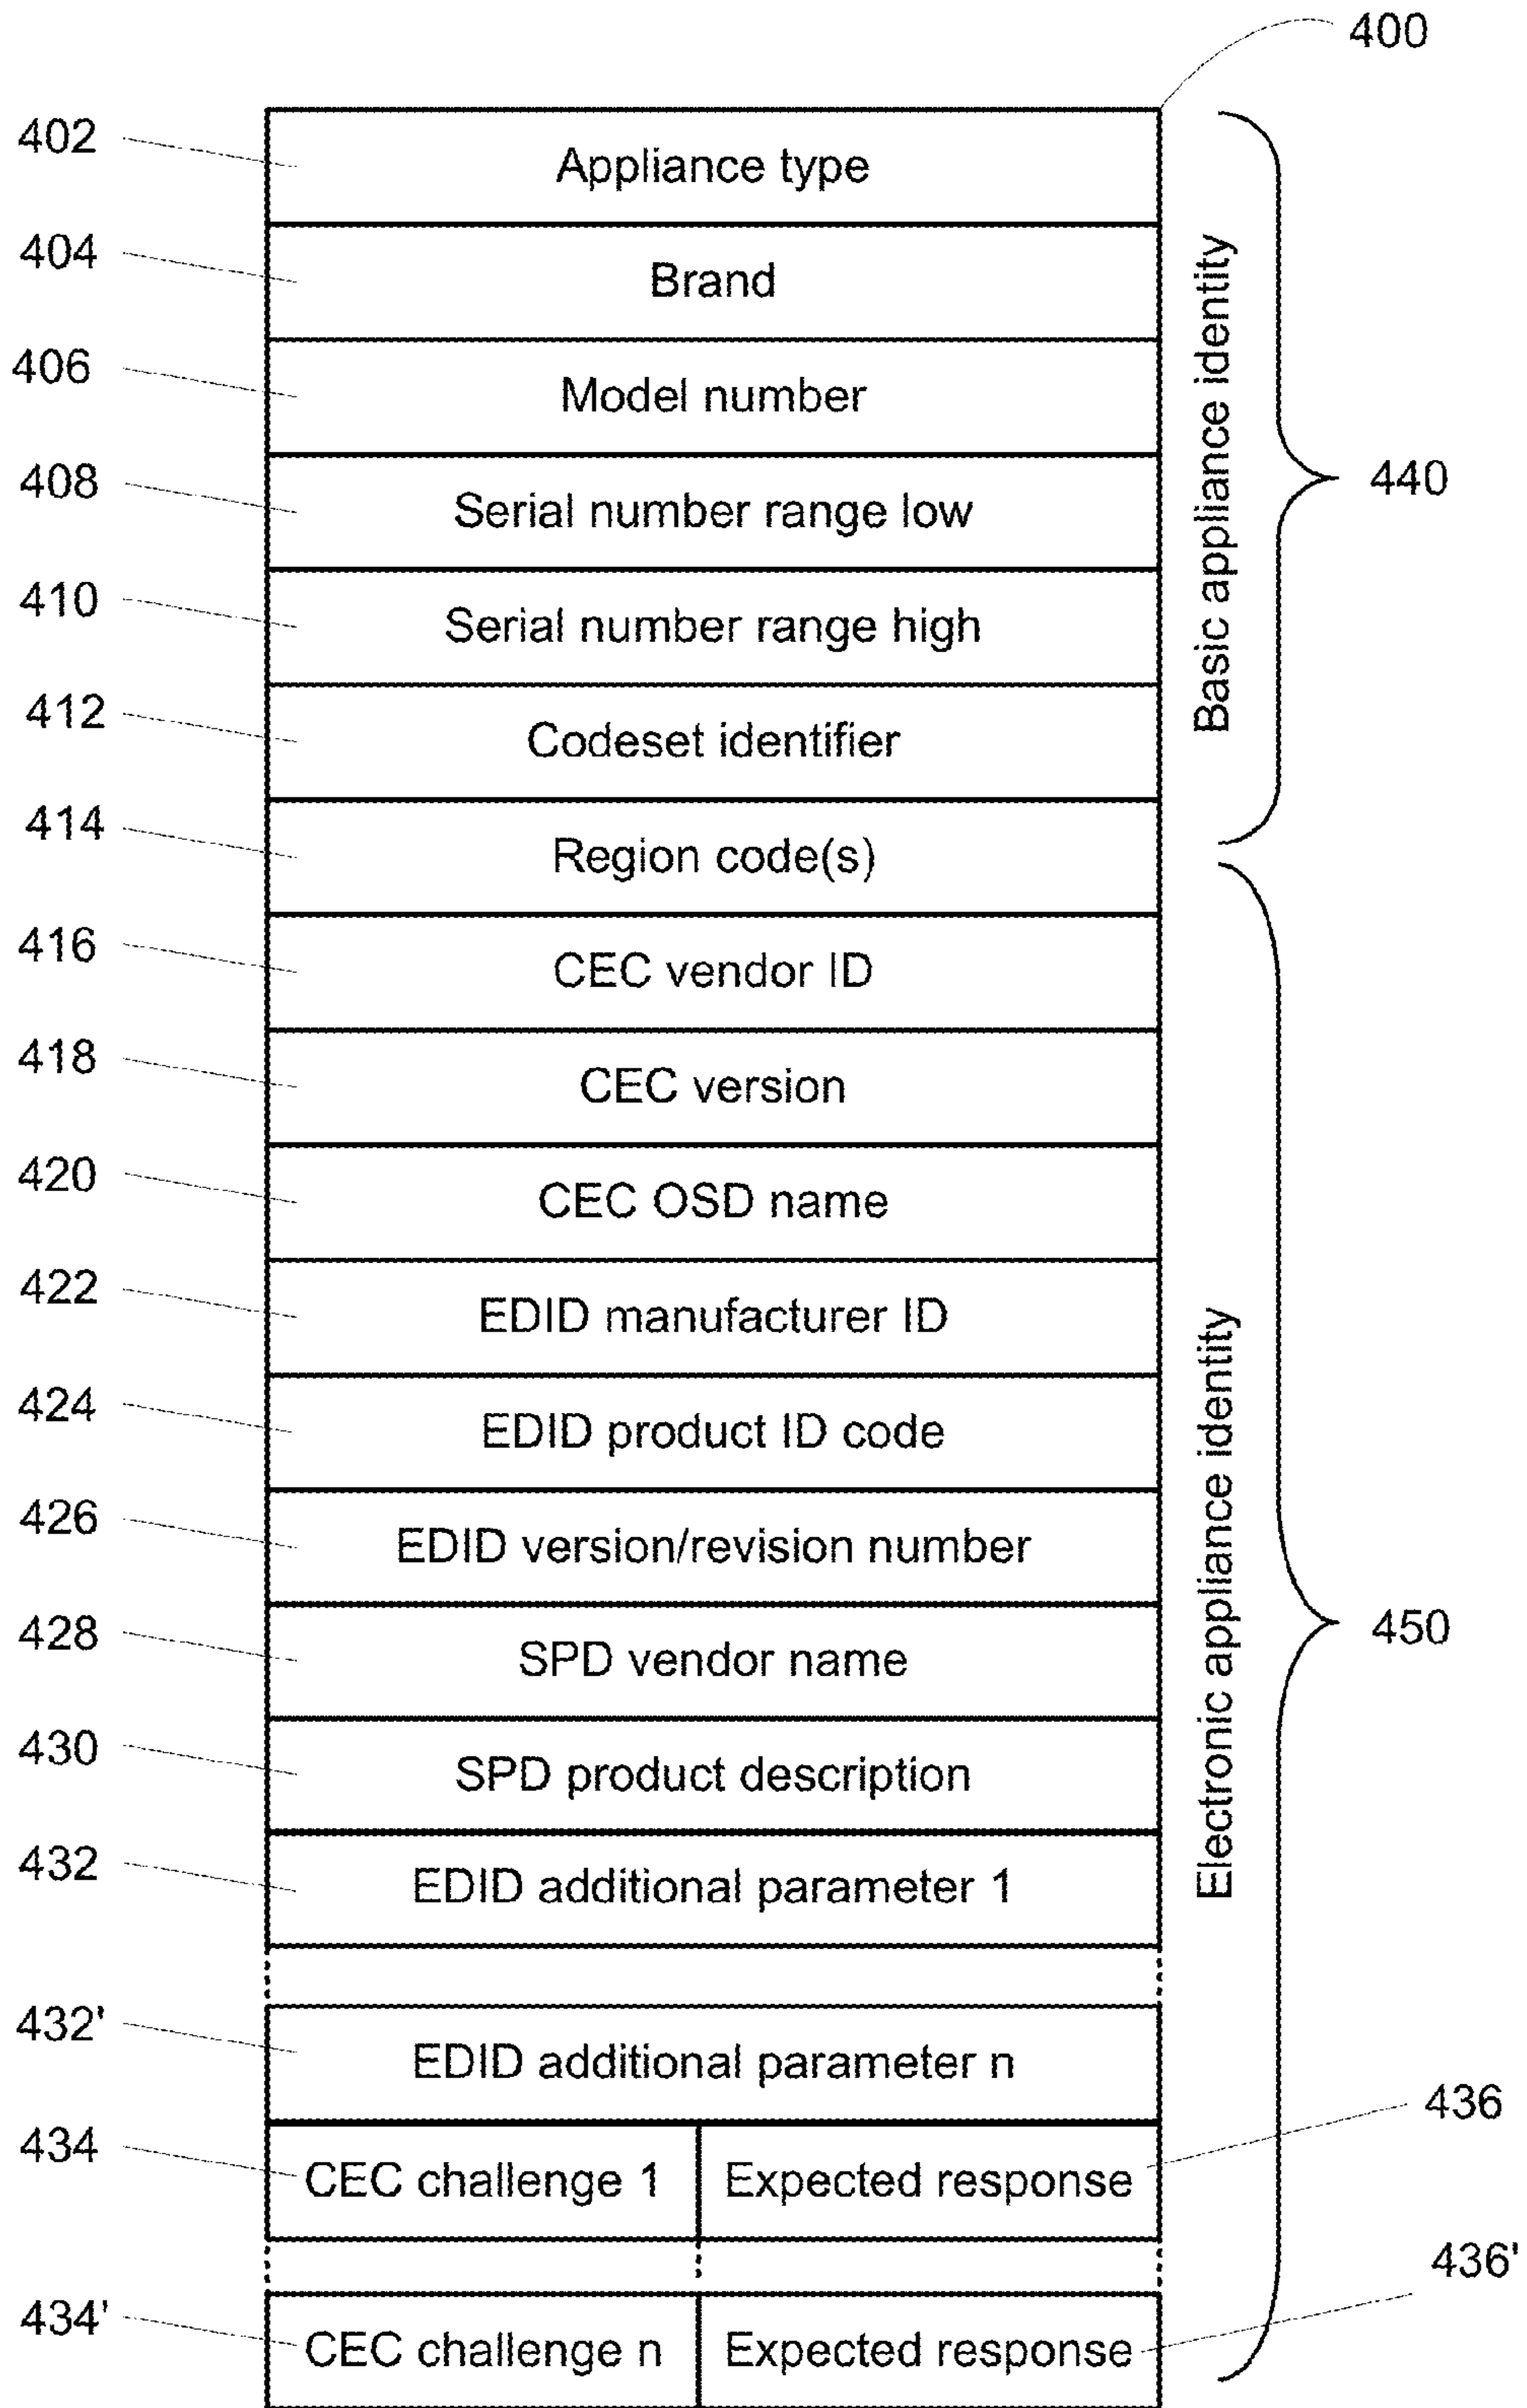 400
402 Appliance type
404 Brand
406 Model number
408 Serial number range low
410 Serial number range high
412 Codeset identifier
414 Region code(s)
Basic appliance identity
440
416 CEC vendor ID
418 CEC version
420 CEC OSD name
422 EDID manufacturer ID
424 EDID product ID code
426 EDID version/revision number
428 SPD vendor name
430 SPD product description
432 EDID additional parameter 1
432' EDID additional parameter n
434 CEC challenge 1 Expected response 436
434' CEC challenge n Expected response 436'
Electronic appliance identity
450